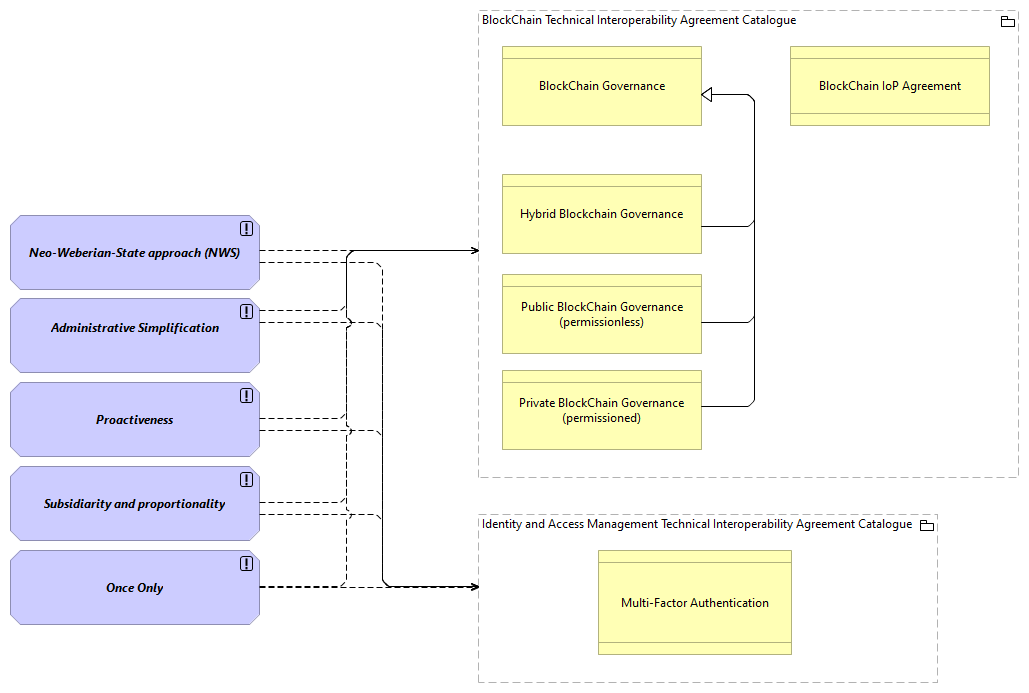 BlockChain Technical Interoperability Agreement Catalogue
BlockChain Governance
BlockChain IoP Agreement
Hybrid Blockchain Governance
Public BlockChain Governance
(permissionless)
Private BlockChain Governance
(permissioned)
Neo-Weberian-State approach (NWS)
Administrative Simplification
Proactiveness
Subsidiarity and proportionality
Once Only
Identity and Access Management Technical Interoperability Agreement Catalogue
Multi-Factor Authentication